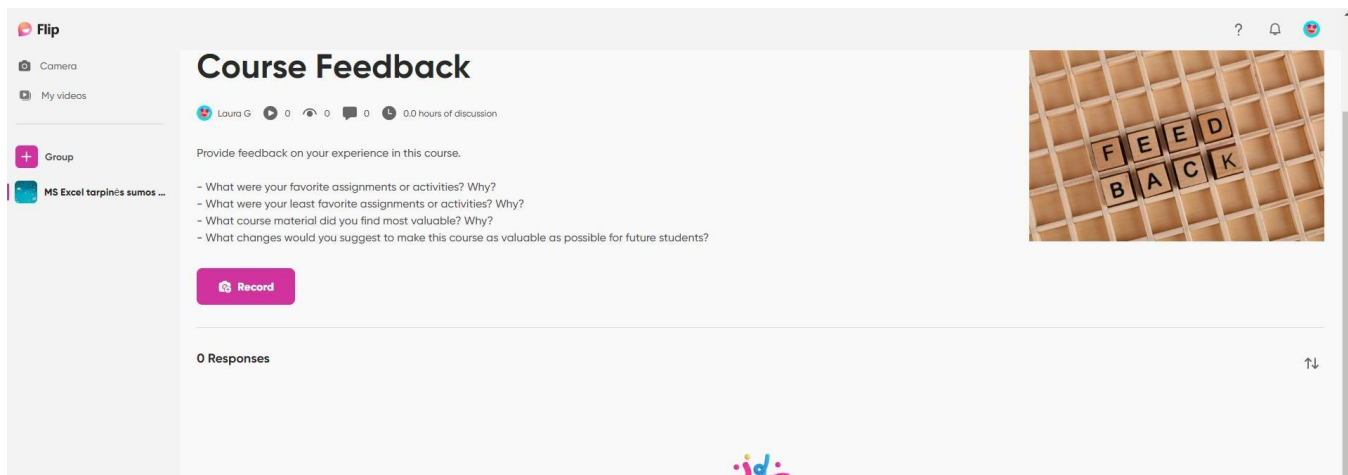 Flip
?
Camera
My videos
Group
MS Excel tarpinės sumos ...
Course Feedback
Laura G 0 0 0 0.0 hours of discussion
Provide feedback on your experience in this course.
- What were your favorite assignments or activities? Why?
- What were your least favorite assignments or activities? Why?
- What course material did you find most valuable? Why?
- What changes would you suggest to make this course as valuable as possible for future students?
Record
FEED
BACK
0 Responses